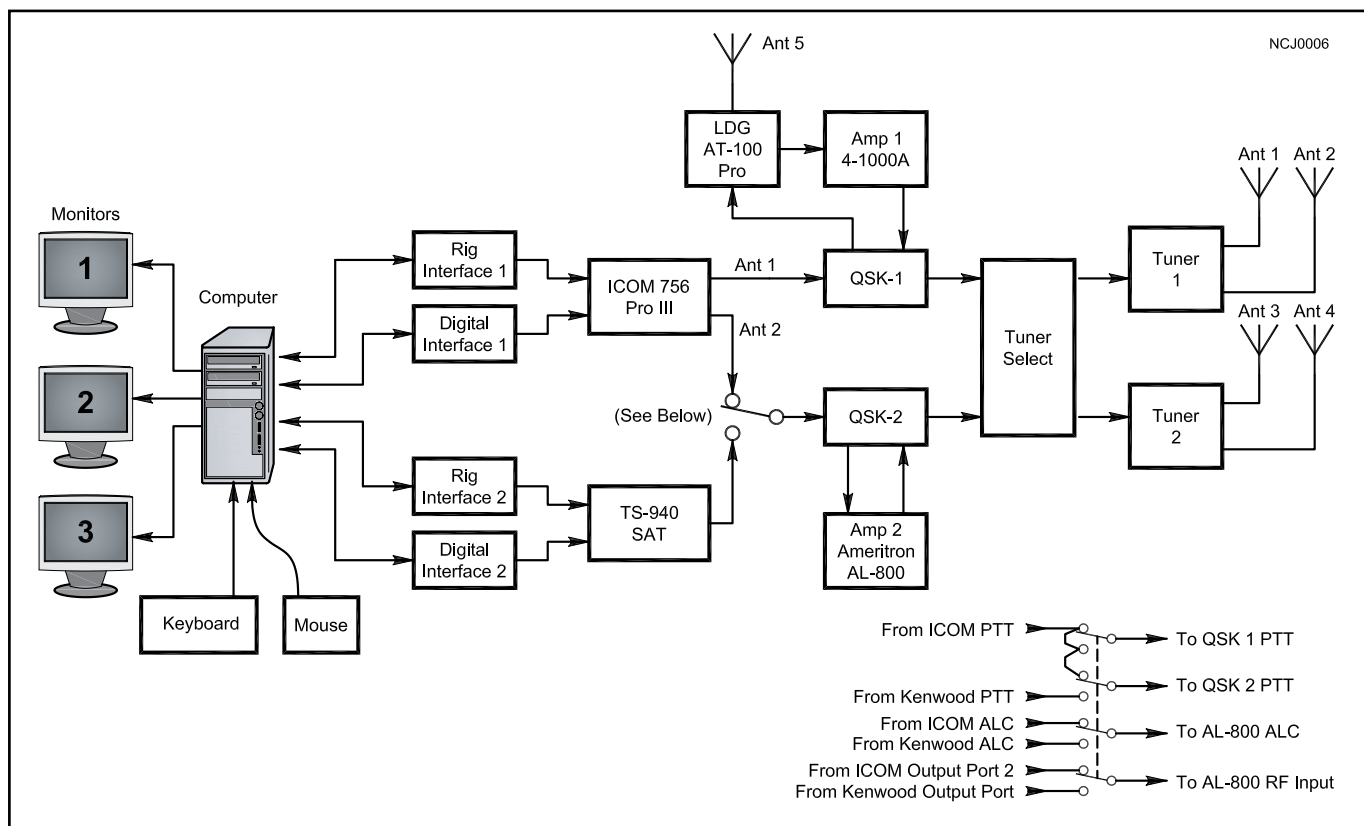 NCJ0006
Ant 5
LDG
AT-100
Pro
Amp 1
4-1000A
Ant 1
Ant 2
Monitors
1
2
3
Computer
Rig
Interface 1
Digital
Interface 1
ICOM 756
Pro III
Ant 1
Ant 2
QSK-1
Tuner
Select
Tuner
1
Ant 3
Ant 4
(See Below)
QSK-2
Tuner
2
Rig
Interface 2
Digital
Interface 2
TS-940
SAT
Amp 2
Ameritron
AL-800
Keyboard
Mouse
From ICOM PTT
To QSK 1 PTT
To QSK 2 PTT
From Kenwood PTT
From ICOM ALC
To AL-800 ALC
From Kenwood ALC
From ICOM Output Port 2
To AL-800 RF Input
From Kenwood Output Port